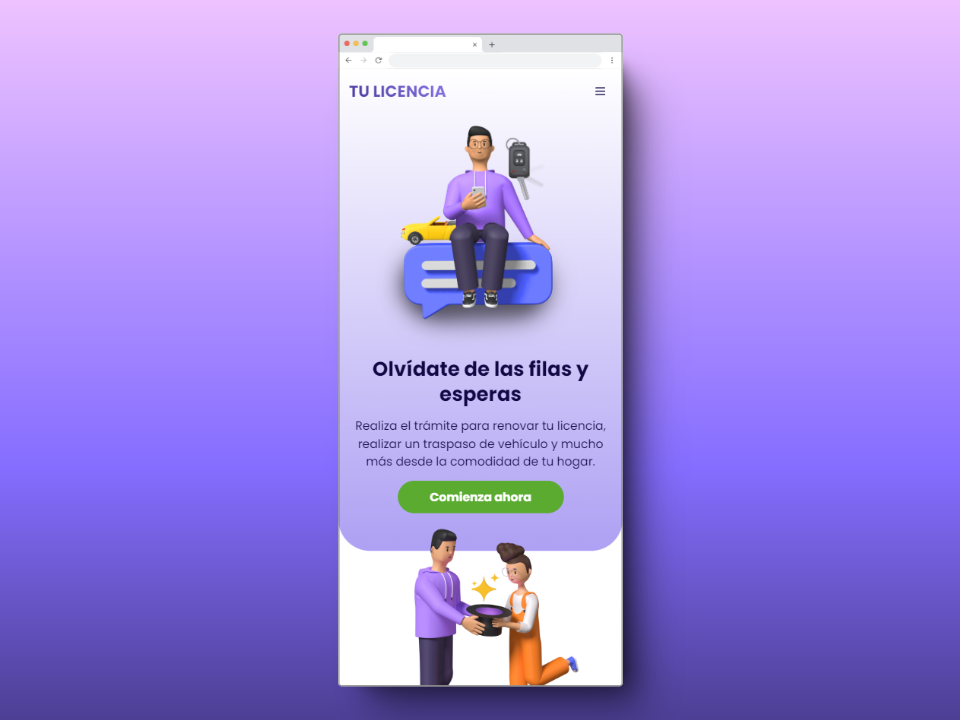 TU LICENCIA
Olvídate de las filas y
esperas
Realiza el trámite para renovar tu licencia,
realizar un traspaso de vehículo y mucho
más desde la comodidad de tu hogar.
Comienza ahora